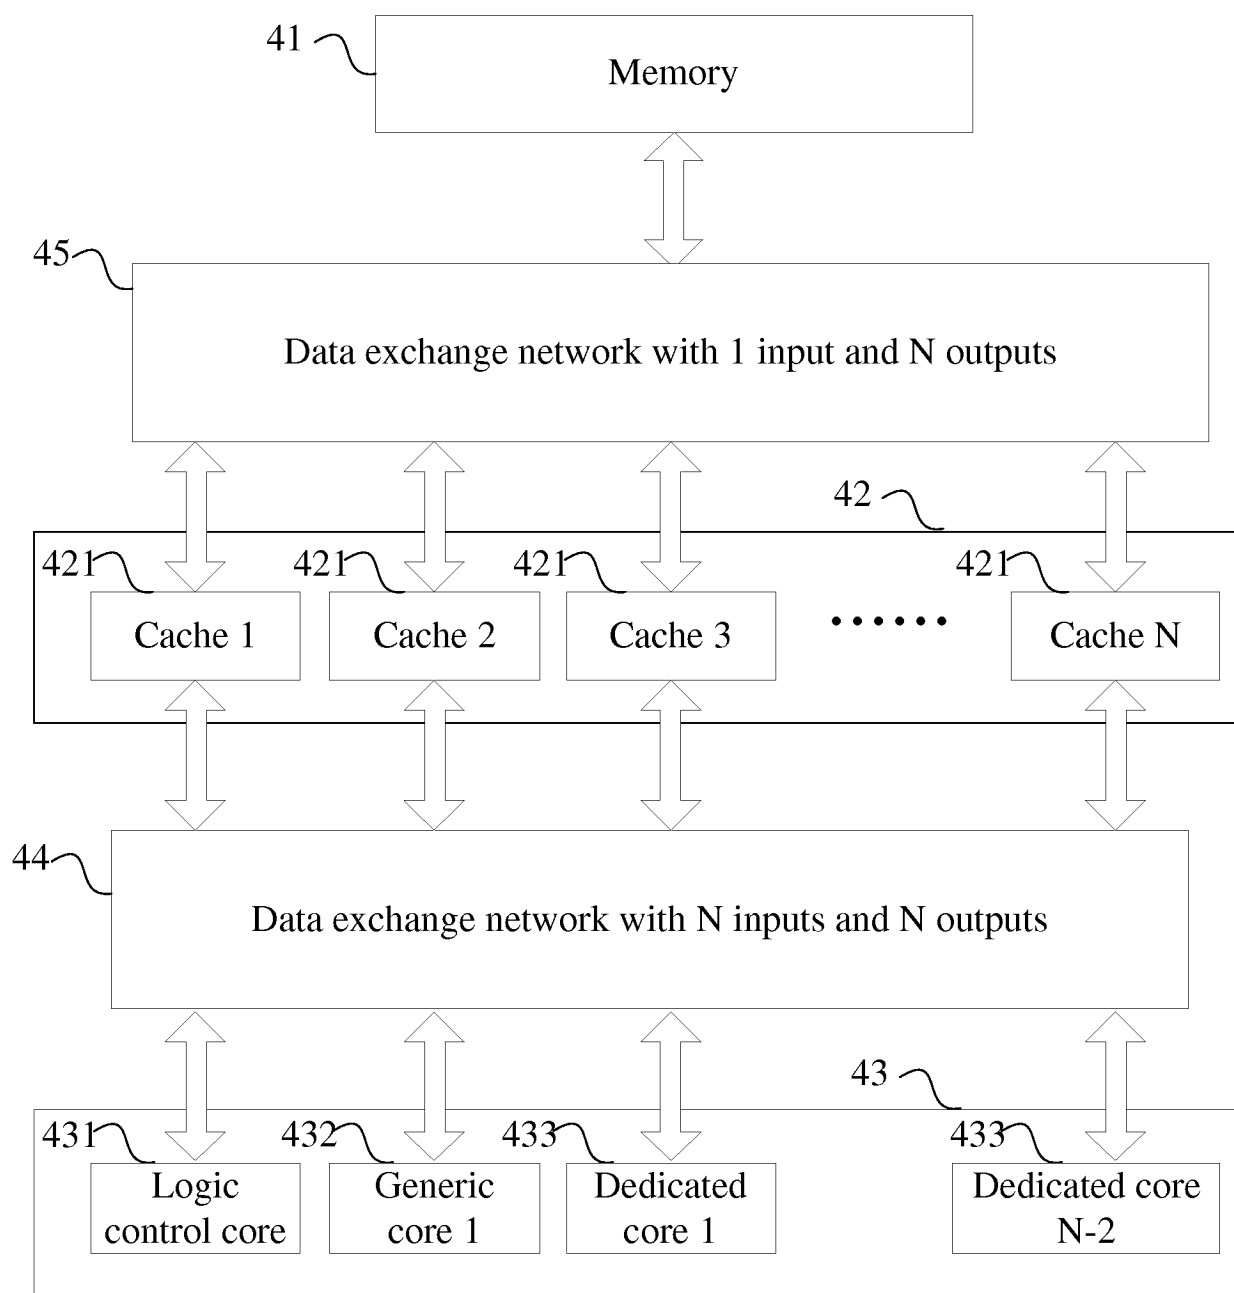 41
Memory
45
Data exchange network with 1 input and N outputs
42
421
421
421
421
Cache 1
Cache 2
Cache 3
......
Cache N
44
Data exchange network with N inputs and N outputs
43
431
432
433
433
Logic
control core
Generic
core 1
Dedicated
core 1
Dedicated core
N-2